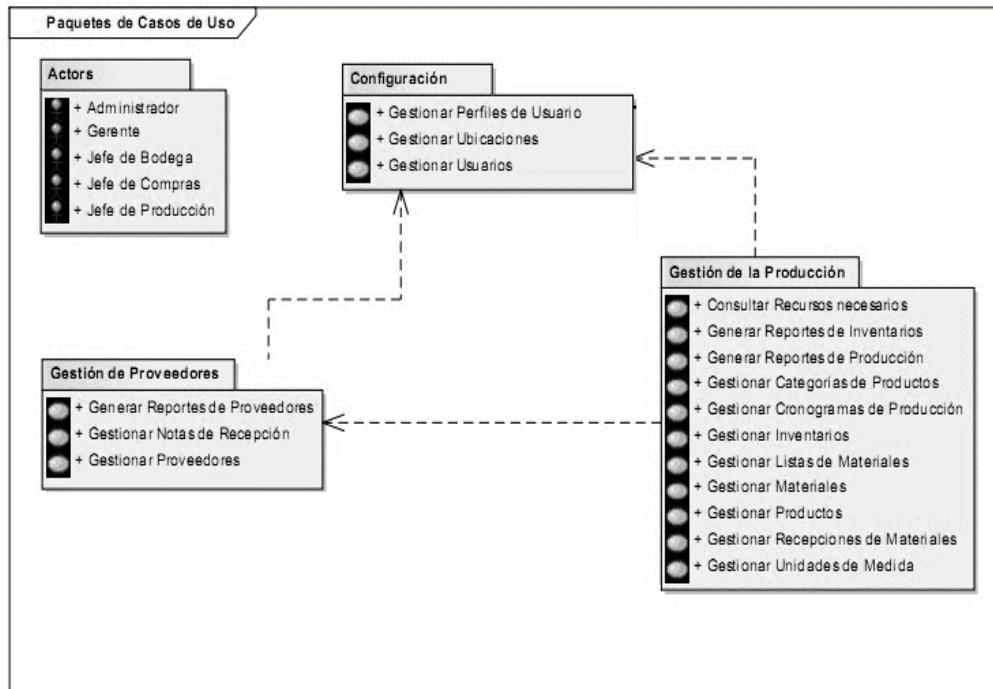 Paquetes de Casos de Uso
Actors
+ Administrador
+ Gerente
+ Jefe de Bodega
+ Jefe de Compras
+ Jefe de Producción
Configuración
+ Gestionar Perfiles de Usuario
+ Gestionar Ubicaciones
+ Gestionar Usuarios
Gestión de Proveedores
+ Generar Reportes de Proveedores
+ Gestionar Notas de Recepción
+ Gestionar Proveedores
Gestión de la Producción
+ Consultar Recursos necesarios
+ Generar Reportes de Inventarios
+ Generar Reportes de Producción
+ Gestionar Categorías de Productos
+ Gestionar Cronogramas de Producción
+ Gestionar Inventarios
+ Gestionar Listas de Materiales
+ Gestionar Materiales
+ Gestionar Productos
+ Gestionar Recepciones de Materiales
+ Gestionar Unidades de Medida